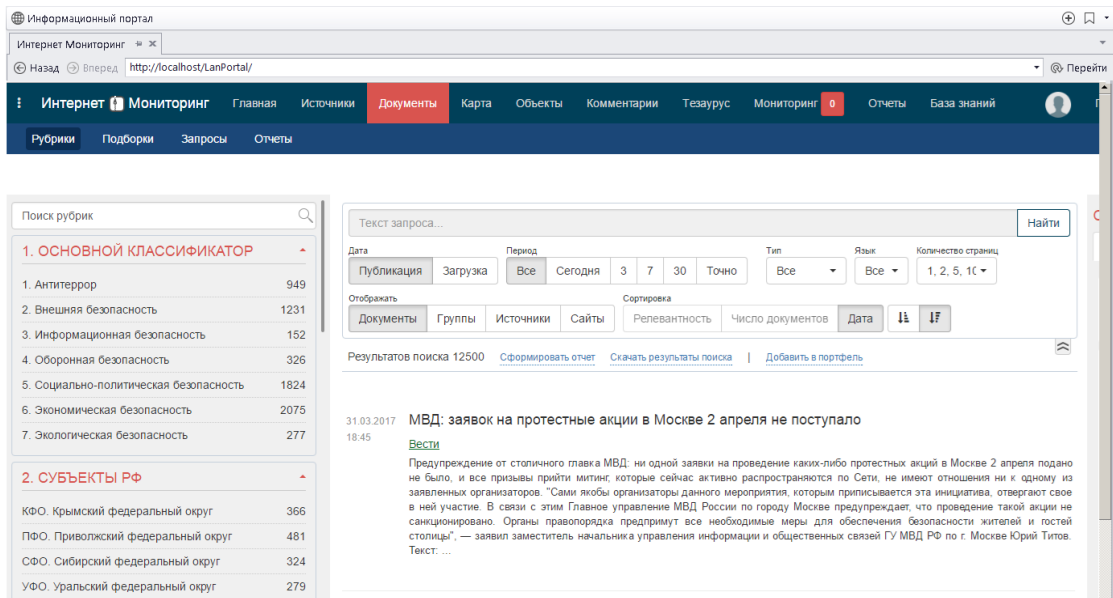 Информационный портал
Интернет Мониторинг
Назад Вперед http://localhost/LanPortal/ Перейти
Интернет Мониторинг Главная Источники Документы Карта Объекты Комментарии Тезаурус Мониторинг 0 Отчеты База знаний
Рубрики Подборки Запросы Отчеты
Поиск рубрик
1. ОСНОВНОЙ КЛАССИФИКАТОР
1. Антитеррор 949
2. Внешняя безопасность 1231
3. Информационная безопасность 152
4. Оборонная безопасность 326
5. Социально-политическая безопасность 1824
6. Экономическая безопасность 2075
7. Экологическая безопасность 277
2. СУБЪЕКТЫ РФ
КФО. Крымский федеральный округ 366
ПФО. Приволжский федеральный округ 481
СФО. Сибирский федеральный округ 324
УФО. Уральский федеральный округ 279
Текст запроса... Найти
Дата Период Тип Язык Количество страниц
Публикация Загрузка Все Сегодня 3 7 30 Точно Все Все 1, 2, 5, 10
Отображать Сортировка
Документы Группы Источники Сайты Релевантность Число документов Дата
Результатов поиска 12500 Сформировать отчет Скачать результаты поиска | Добавить в портфель
31.03.2017 МВД: заявок на протестные акции в Москве 2 апреля не поступало
18:45 Вести
Предупреждение от столичного главка МВД: ни одной заявки на проведение каких-либо протестных акций в Москве 2 апреля подано
не было, и все призывы прийти митинг, которые сейчас активно распространяются по Сети, не имеют отношения ни к одному из
заявленных организаторов. "Сами якобы организаторы данного мероприятия, которым приписывается эта инициатива, отвергают свое
в ней участие. В связи с этим Главное управление МВД России по городу Москве предупреждает, что проведение такой акции не
санкционировано. Органы правопорядка предпримут все необходимые меры для обеспечения безопасности жителей и гостей
столицы", — заявил заместитель начальника управления информации и общественных связей ГУ МВД РФ по г. Москве Юрий Титов.
Текст: ...